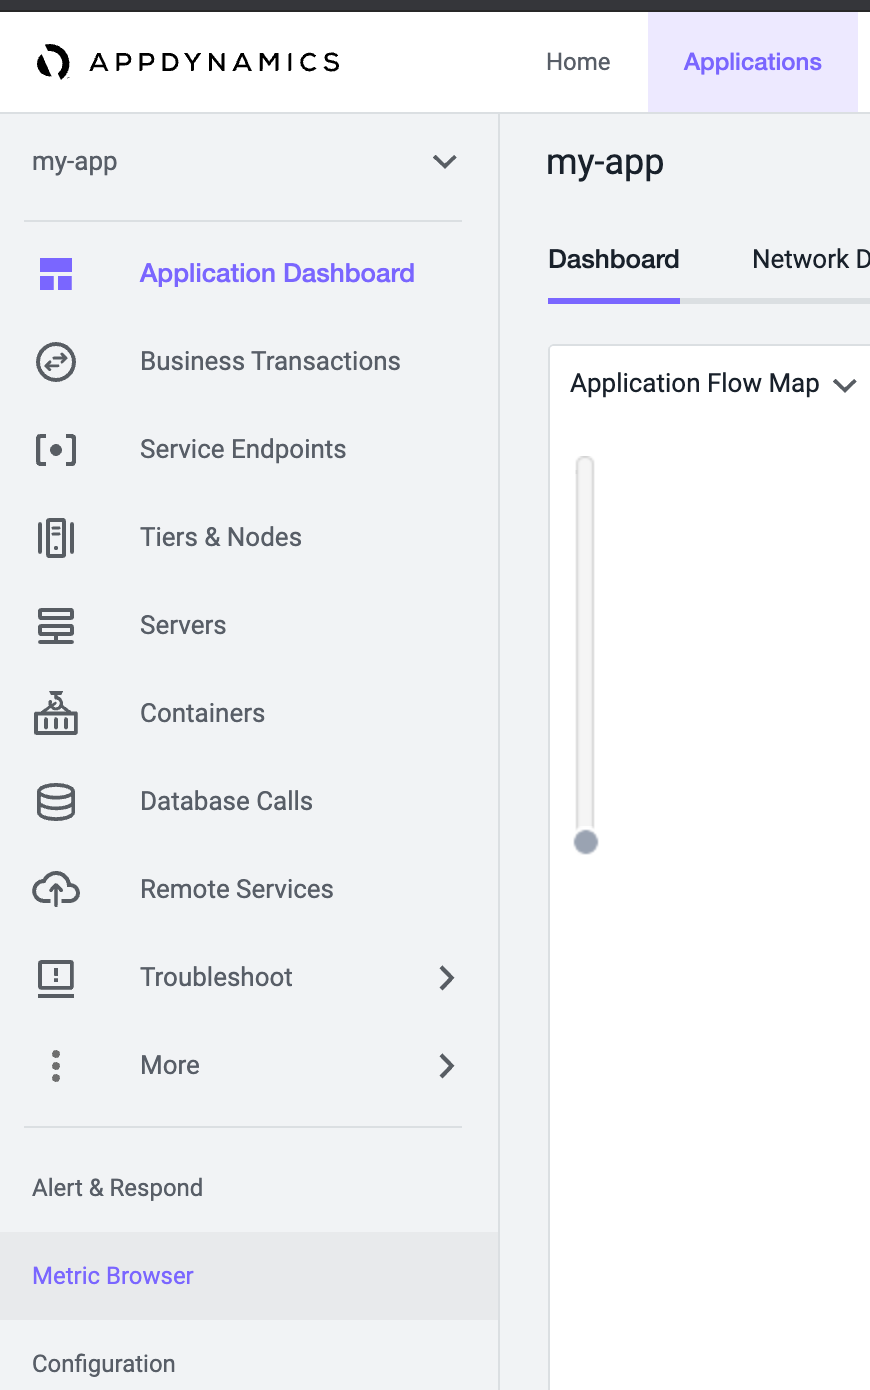 APPDYNAMICS
Home
Applications
my-app
my-app
Dashboard
Network D
Application Flow Map
Application Dashboard
Business Transactions
Service Endpoints
Tiers & Nodes
Servers
Containers
Database Calls
Remote Services
Troubleshoot
More
Alert & Respond
Metric Browser
Configuration